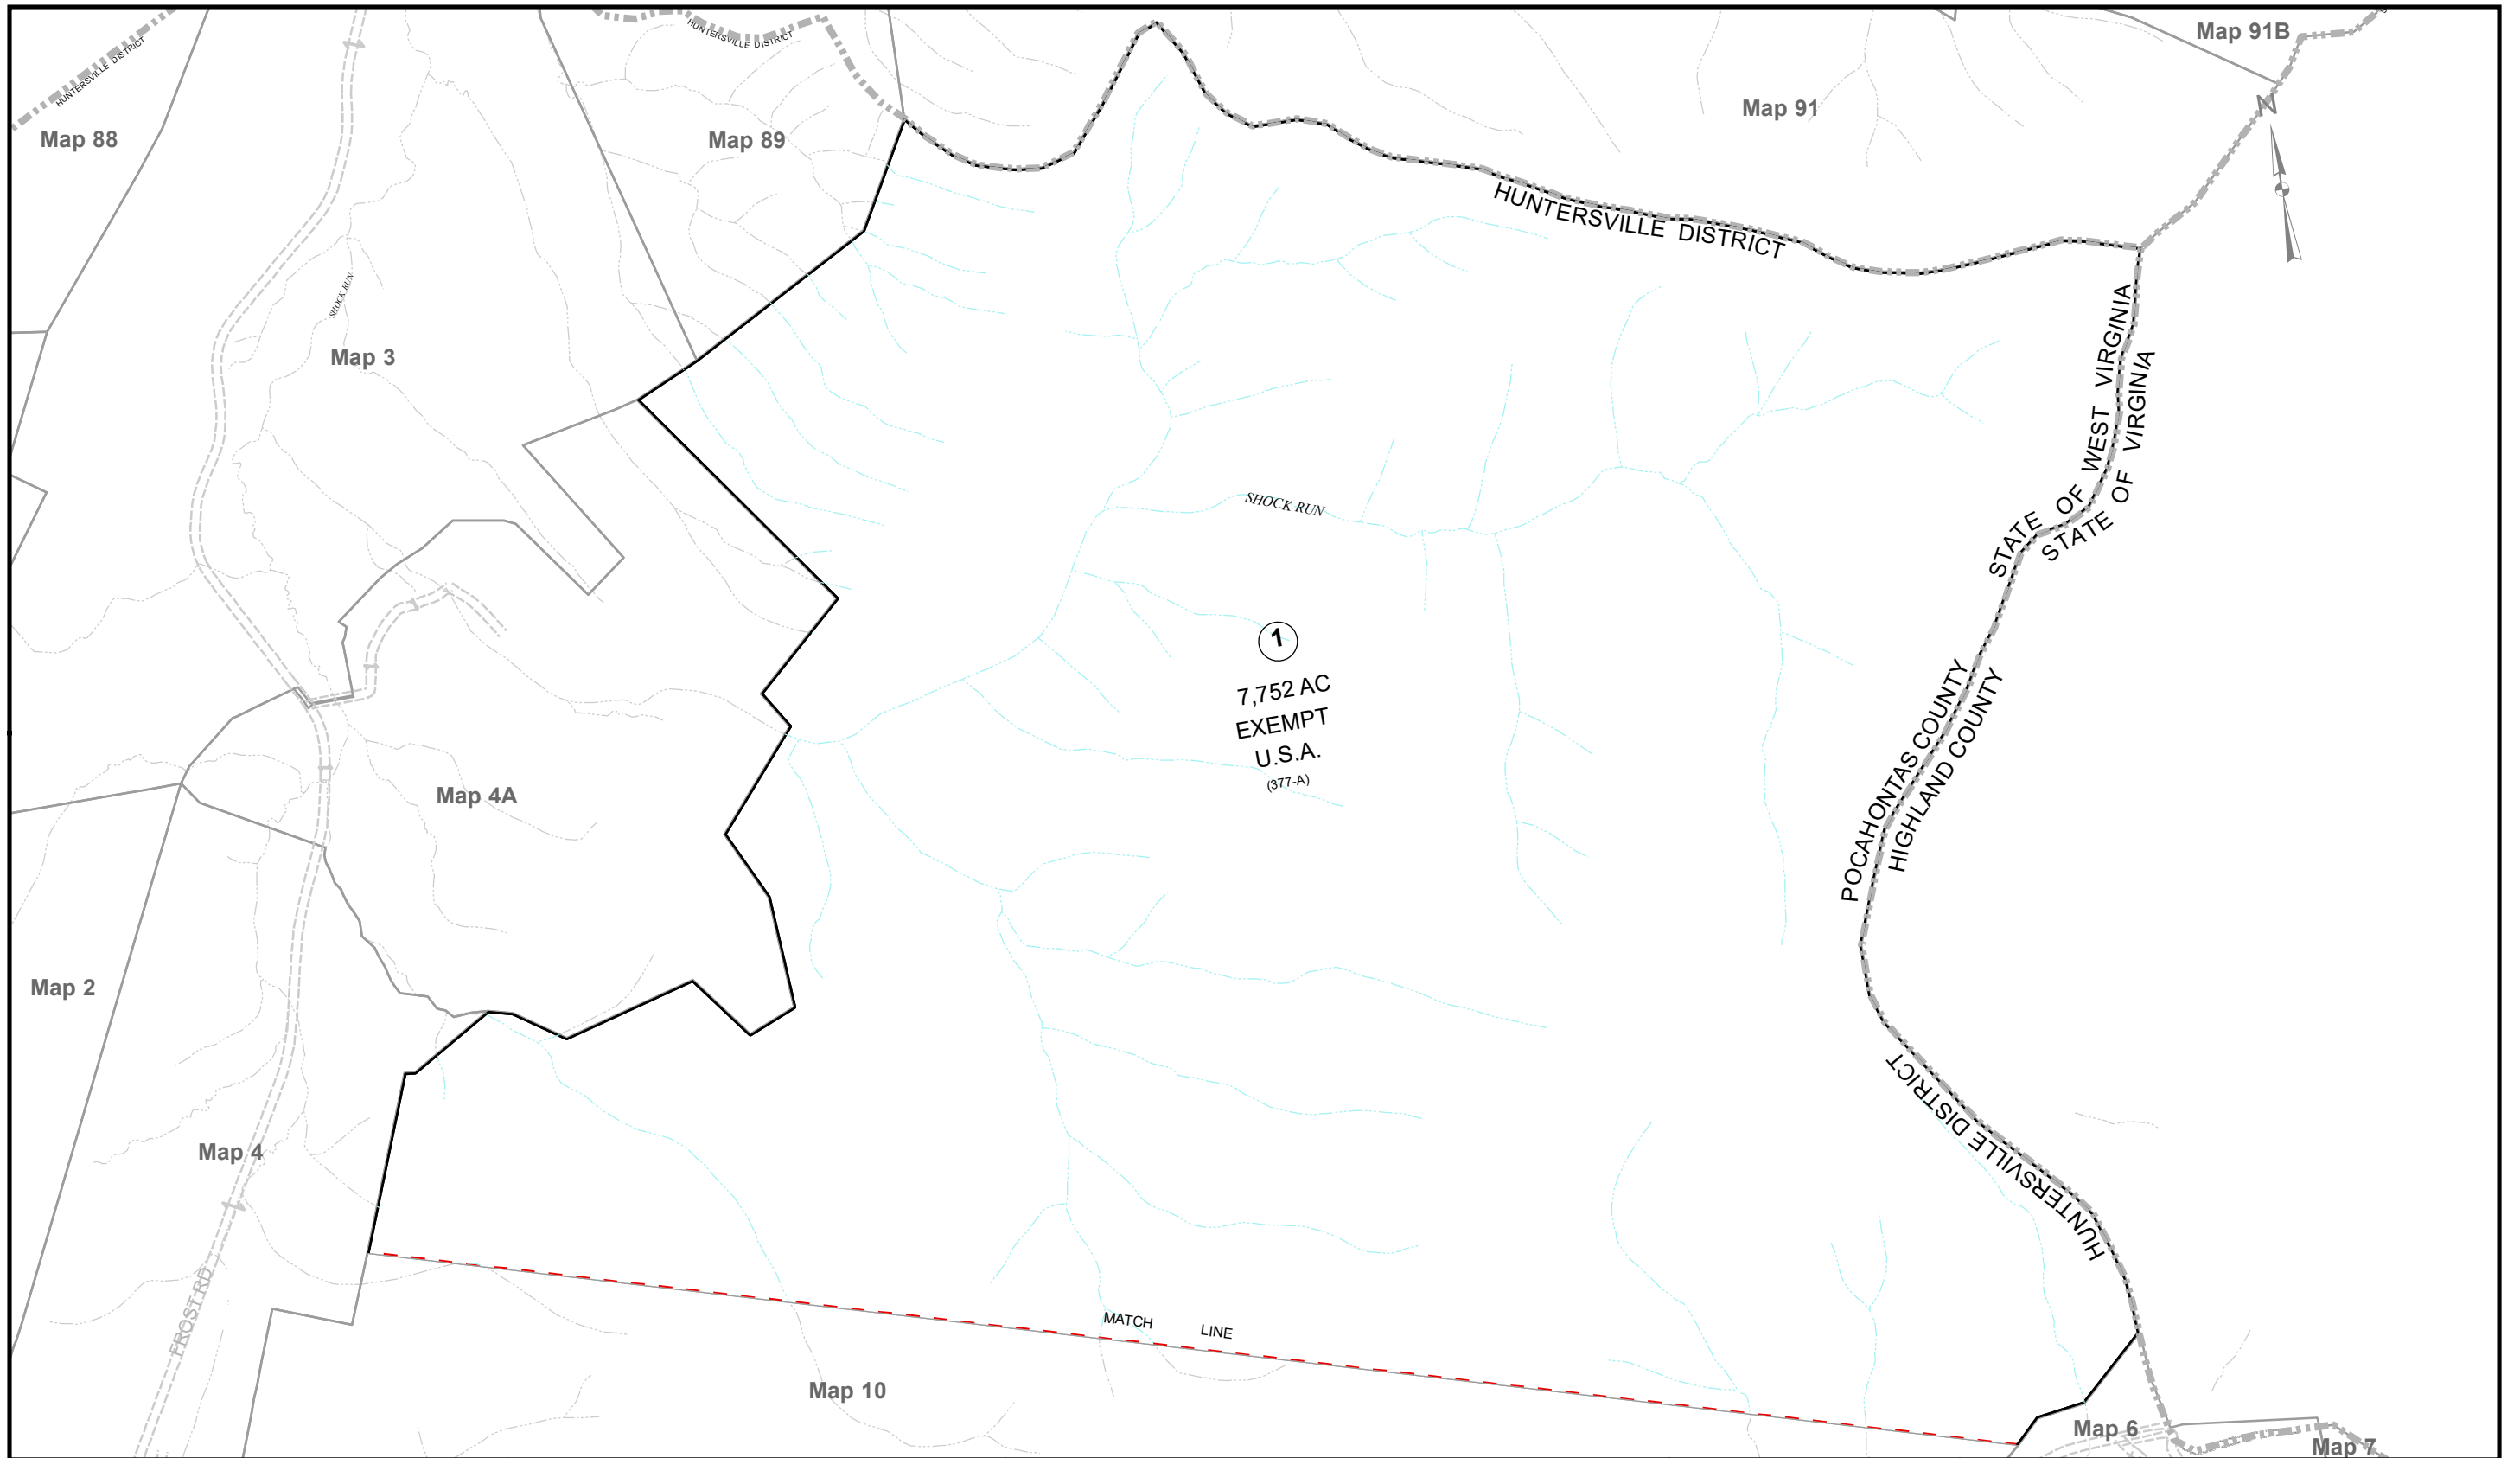 HUNTERSVILLE DISTRICT
HUNTERSVILLE DISTRICT
Map 91B
Map 88
Map 89
Map 91
N
HUNTERSVILLE DISTRICT
SHOCK RUN
Map 3
STATE OF WEST VIRGINIA
STATE OF VIRGINIA
SHOCK RUN
1
7,752 AC
EXEMPT
U.S.A.
(377-A)
POCAHONTAS COUNTY
HIGHLAND COUNTY
Map 4A
Map 2
HUNTERSVILLE DISTRICT
Map 4
FROST RD
MATCH LINE
Map 10
Map 6
Map 7